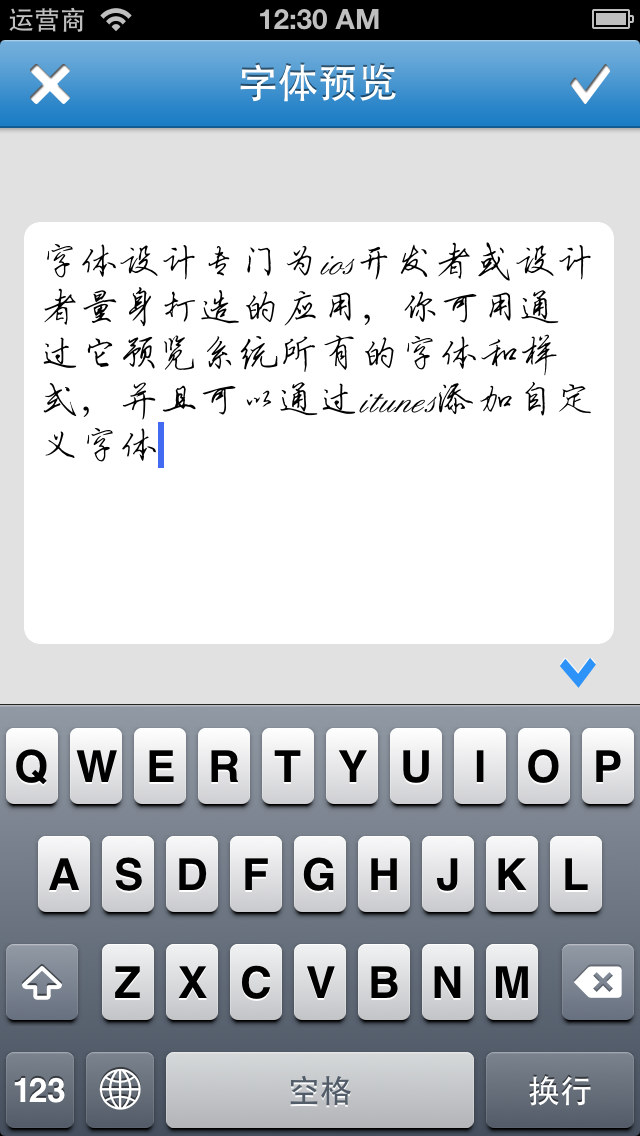 运营商 12:30 AM
字体预览
字体设计专门为ios开发者或设计
者量身打造的应用，你可用通
过它预览系统所有的字体和样
式，并且可以通过itunes添加自定
义字体
Q W E R T Y U I O P
A S D F G H J K L
Z X C V B N M
123 空格 换行